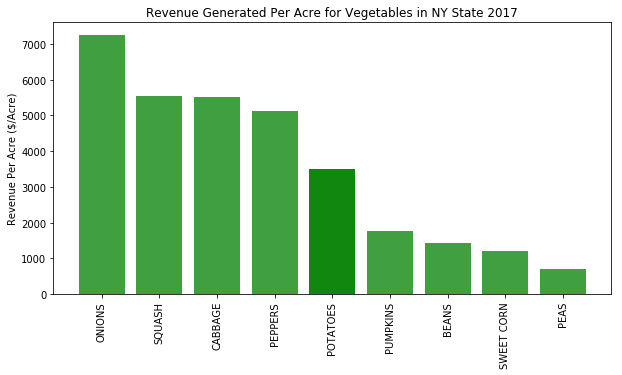 Revenue Generated Per Acre for Vegetables in NY State 2017
Revenue Per Acre ($/Acre)
7000
6000
5000
4000
3000
2000
1000
0
ONIONS
SQUASH
CABBAGE
PEPPERS
POTATOES
PUMPKINS
BEANS
SWEET CORN
PEAS